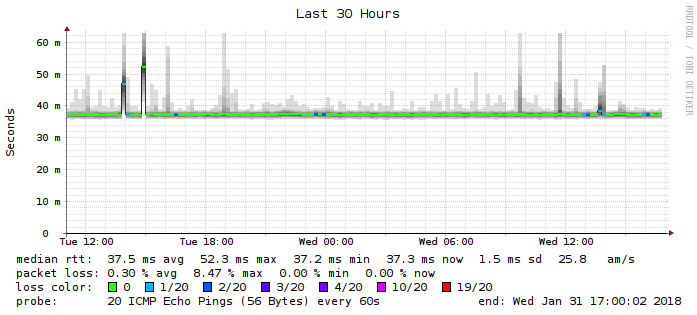 Last 30 Hours
RRDTOOL / TOBI OETIKER
Seconds
60 m
50 m
40 m
30 m
20 m
10 m
0
Tue 12:00 Tue 18:00 Wed 00:00 Wed 06:00 Wed 12:00
median rtt: 37.5 ms avg 52.3 ms max 37.2 ms min 37.3 ms now 1.5 ms sd 25.8 am/s
packet loss: 0.30 % avg 8.47 % max 0.00 % min 0.00 % now
loss color: 0 1/20 2/20 3/20 4/20 10/20 19/20
probe: 20 ICMP Echo Pings (56 Bytes) every 60s end: Wed Jan 31 17:00:02 2018